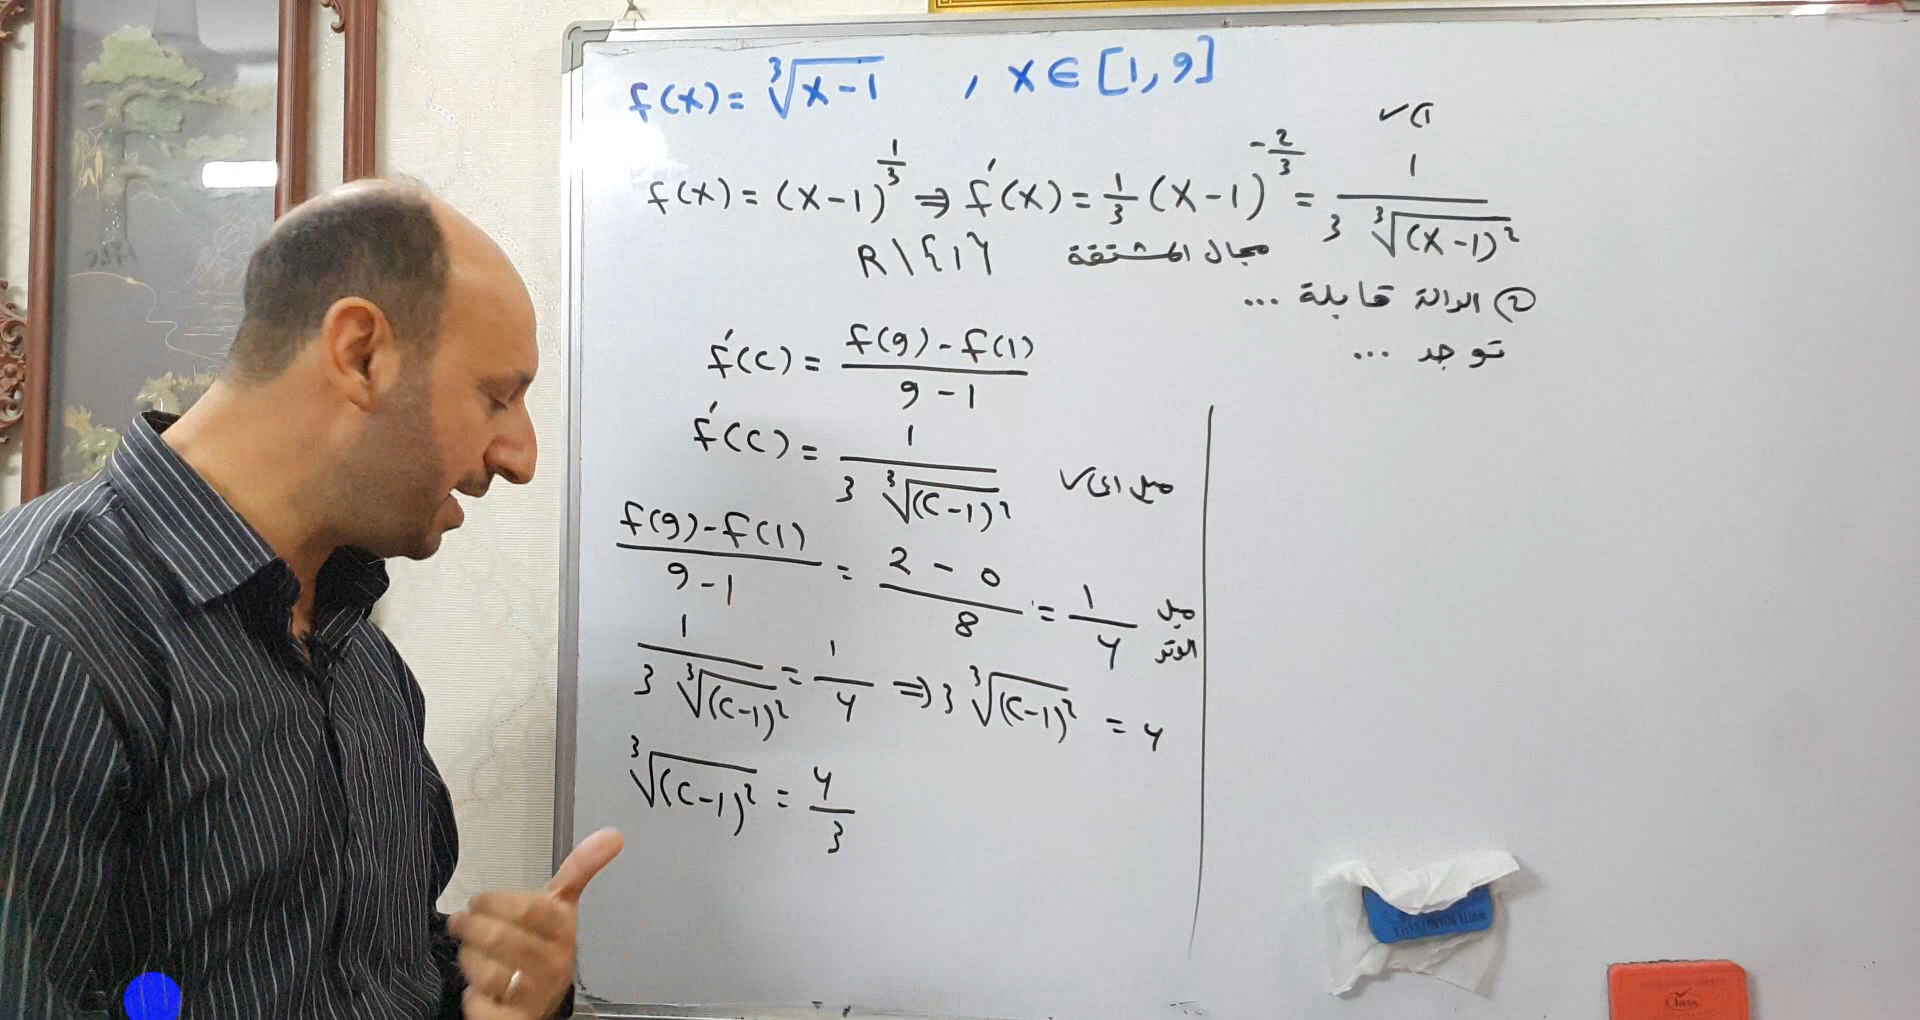 f(x) = ∛(x-1) , x ∈ [1, 9]
① ✓
f(x) = (x-1)^(1/3) ⇒ f'(x) = 1/3 (x-1)^(-2/3) = 1/(3 ∛(x-1)²)
R\{1} مجال المشتقة
② الدالة قابلة ...
توجد ...
f'(c) = (f(9) - f(1))/(9 - 1)
f'(c) = 1/(3 ∛(c-1)²)
(f(9) - f(1))/(9 - 1) = (2 - 0)/8 = 1/4 ميل الوتر
1/(3 ∛(c-1)²) = 1/4 ⇒ 3 ∛(c-1)² = 4
∛(c-1)² = 4/3
Class